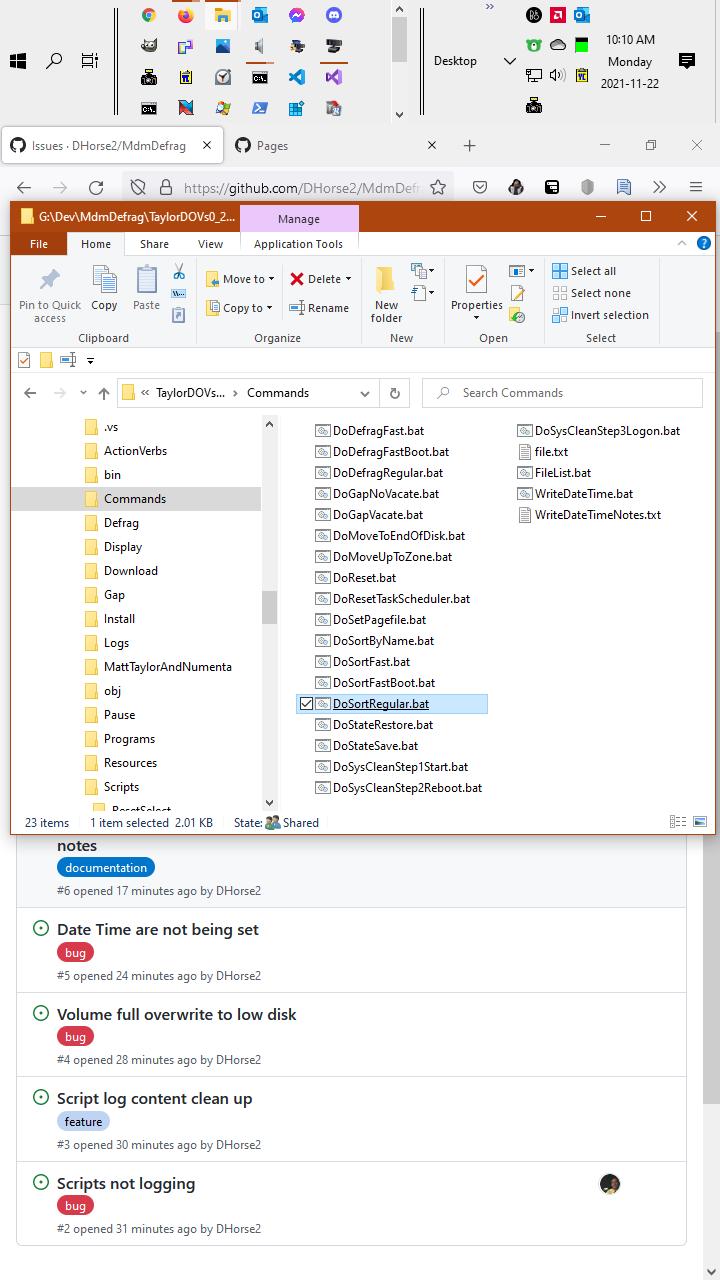 10:10 AM
Desktop
Monday
2021-11-22
Issues · DHorse2/MdmDefrag
Pages
https://github.com/DHorse2/MdmDefr
G:\Dev\MdmDefrag\TaylorDOVs0_2...
Manage
File
Home
Share
View
Application Tools
Pin to Quick access
Copy
Paste
Clipboard
Move to
Delete
Copy to
Rename
Organize
New folder
New
Properties
Open
Select all
Select none
Invert selection
Select
TaylorDOVs...
Commands
Search Commands
.vs
ActionVerbs
bin
Commands
Defrag
Display
Download
Gap
Install
Logs
MattTaylorAndNumenta
obj
Pause
Programs
Resources
Scripts
ResetSelect
DoDefragFast.bat
DoDefragFastBoot.bat
DoDefragRegular.bat
DoGapNoVacate.bat
DoGapVacate.bat
DoMoveToEndOfDisk.bat
DoMoveUpToZone.bat
DoReset.bat
DoResetTaskScheduler.bat
DoSetPagefile.bat
DoSortByName.bat
DoSortFast.bat
DoSortFastBoot.bat
DoSortRegular.bat
DoStateRestore.bat
DoStateSave.bat
DoSysCleanStep1Start.bat
DoSysCleanStep2Reboot.bat
DoSysCleanStep3Logon.bat
file.txt
FileList.bat
WriteDateTime.bat
WriteDateTimeNotes.txt
23 items
1 item selected 2.01 KB
State: Shared
notes
documentation
#6 opened 17 minutes ago by DHorse2
Date Time are not being set
bug
#5 opened 24 minutes ago by DHorse2
Volume full overwrite to low disk
bug
#4 opened 28 minutes ago by DHorse2
Script log content clean up
feature
#3 opened 30 minutes ago by DHorse2
Scripts not logging
bug
#2 opened 31 minutes ago by DHorse2